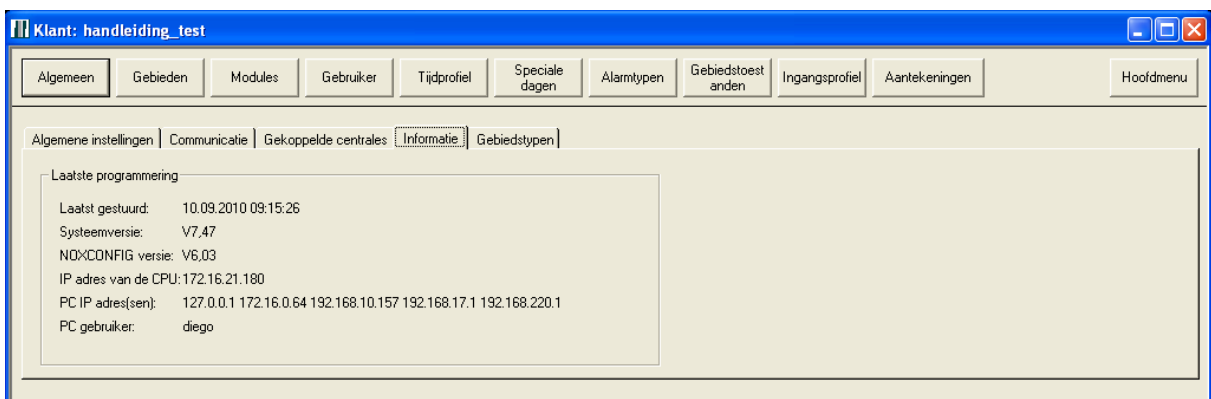 Klant: handleiding_test
Algemeen Gebieden Modules Gebruiker Tijdprofiel Speciale dagen Alarmtypen Gebiedstoest anden Ingangsprofiel Aantekeningen Hoofdmenu
Algemene instellingen Communicatie Gekoppelde centrales Informatie Gebiedstypen
Laatste programmering
Laatst gestuurd: 10.09.2010 09:15:26
Systeemversie: V7,47
NOXCONFIG versie: V6,03
IP adres van de CPU: 172.16.21.180
PC IP adres(sen): 127.0.0.1 172.16.0.64 192.168.10.157 192.168.17.1 192.168.220.1
PC gebruiker: diego